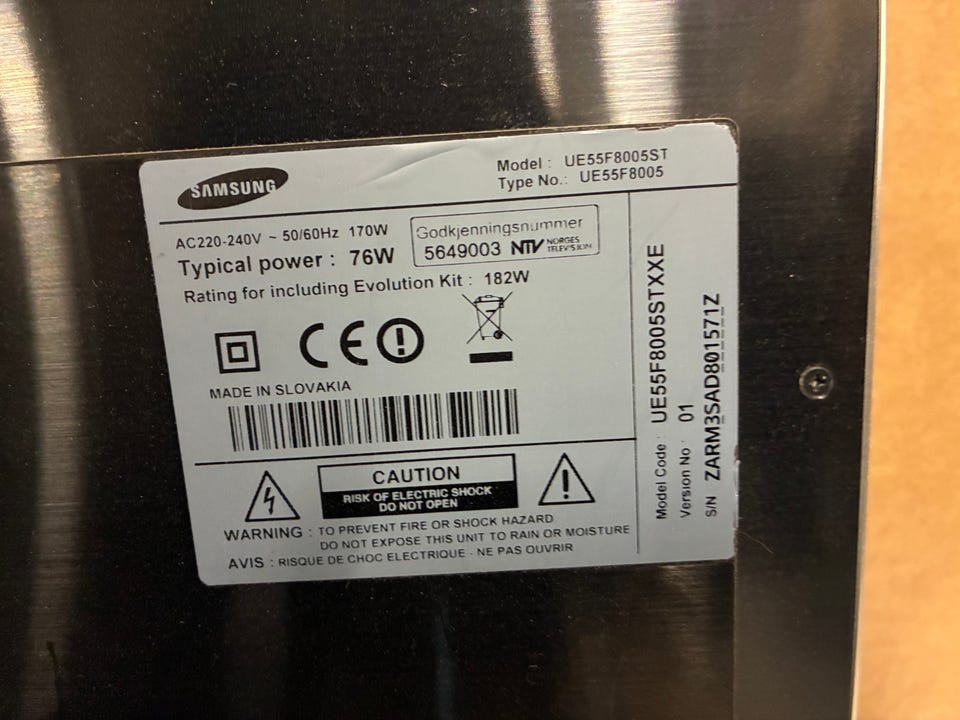 SAMSUNG
Model : UE55F8005ST
Type No.: UE55F8005
AC220-240V ~ 50/60Hz 170W
Typical power : 76W
Godkjenningsnummer
5649003 NTV NORGES TELEVISION
Rating for including Evolution Kit : 182W
CE
MADE IN SLOVAKIA
CAUTION
RISK OF ELECTRIC SHOCK
DO NOT OPEN
WARNING : TO PREVENT FIRE OR SHOCK HAZARD
DO NOT EXPOSE THIS UNIT TO RAIN OR MOISTURE
AVIS : RISQUE DE CHOC ELECTRIQUE - NE PAS OUVRIR
Model Code : UE55F8005STXXE
Version No : 01
S/N ZARM3SAD801571Z